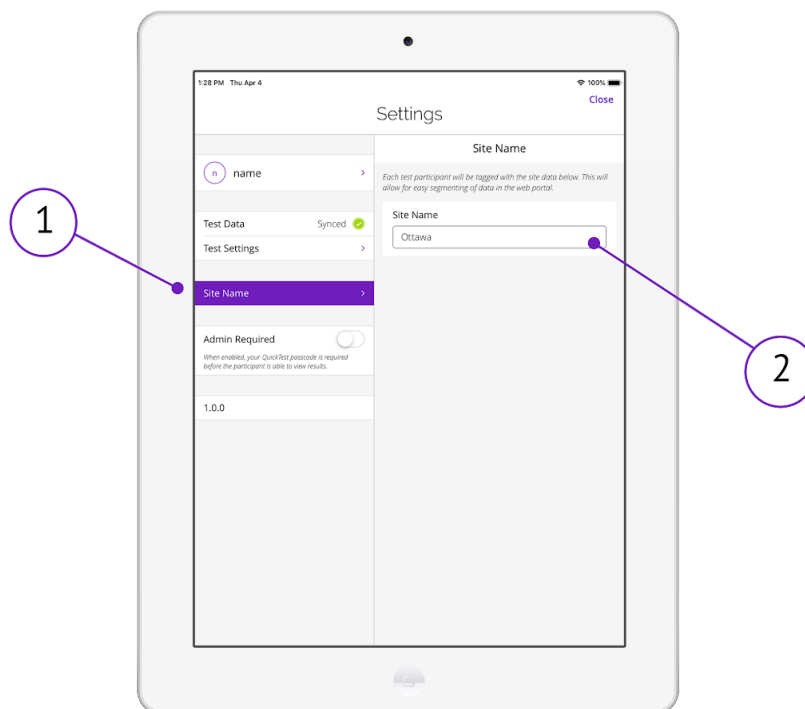 1:28 PM Thu Apr 4
100%
Close
Settings
n
name
Test Data
Synced
Test Settings
Site Name
Admin Required
When enabled, your QuickTest passcode is required
before the participant is able to view results.
1.0.0
Site Name
Each test participant will be tagged with the site data below. This will
allow for easy segmenting of data in the web portal.
Site Name
Ottawa
1
2